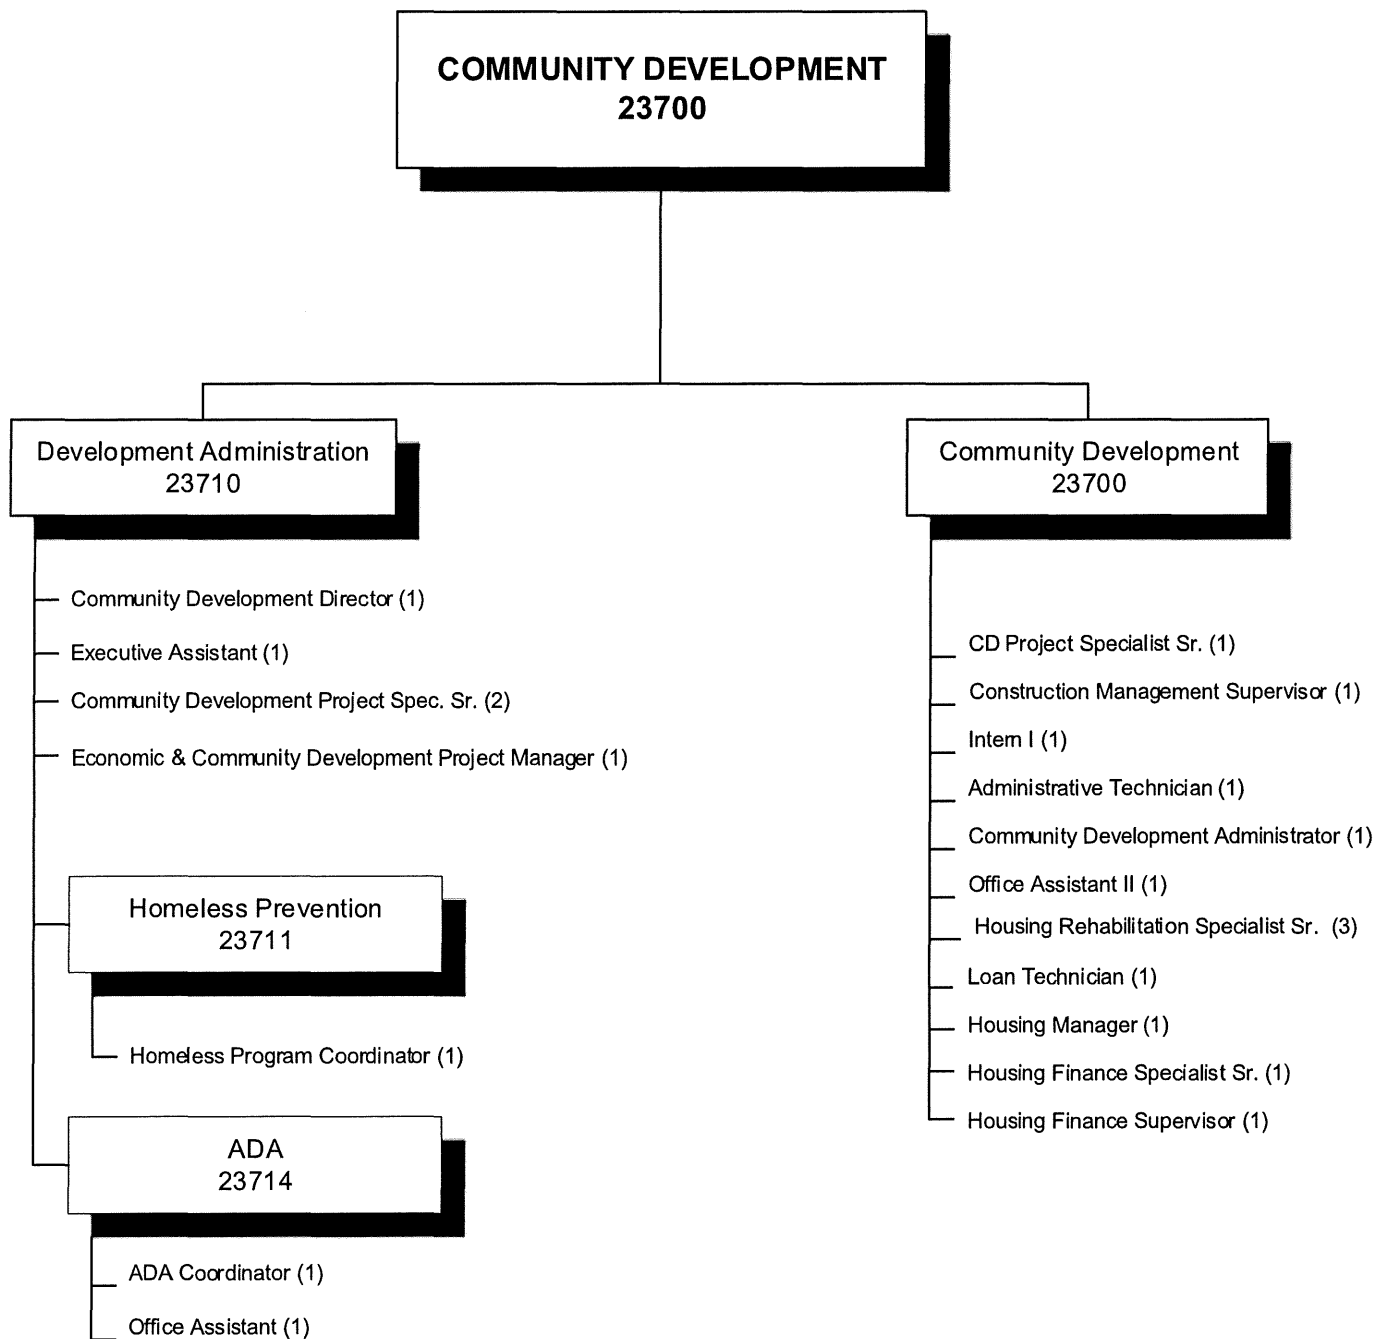 COMMUNITY DEVELOPMENT
23700
Development Administration
23710
Community Development Director (1)
Executive Assistant (1)
Community Development Project Spec. Sr. (2)
Economic & Community Development Project Manager (1)
Homeless Prevention
23711
Homeless Program Coordinator (1)
ADA
23714
ADA Coordinator (1)
Office Assistant (1)
Community Development
23700
CD Project Specialist Sr. (1)
Construction Management Supervisor (1)
Intern I (1)
Administrative Technician (1)
Community Development Administrator (1)
Office Assistant II (1)
Housing Rehabilitation Specialist Sr. (3)
Loan Technician (1)
Housing Manager (1)
Housing Finance Specialist Sr. (1)
Housing Finance Supervisor (1)